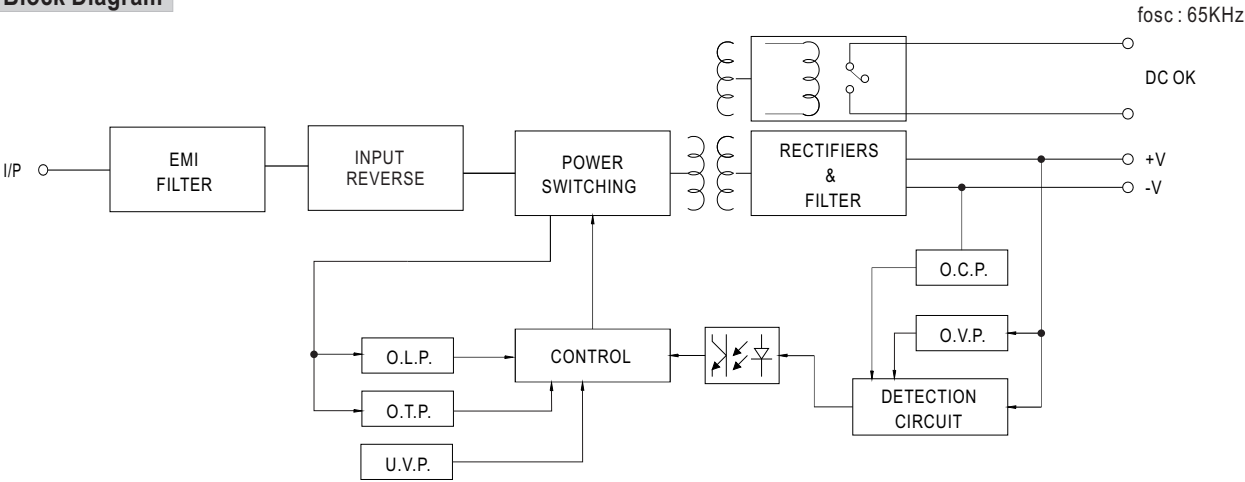 Block Diagram
fosc : 65KHz
DC OK
I/P
EMI
FILTER
INPUT
REVERSE
POWER
SWITCHING
RECTIFIERS
&
FILTER
+V
-V
O.C.P.
O.V.P.
O.L.P.
CONTROL
DETECTION
CIRCUIT
O.T.P.
U.V.P.